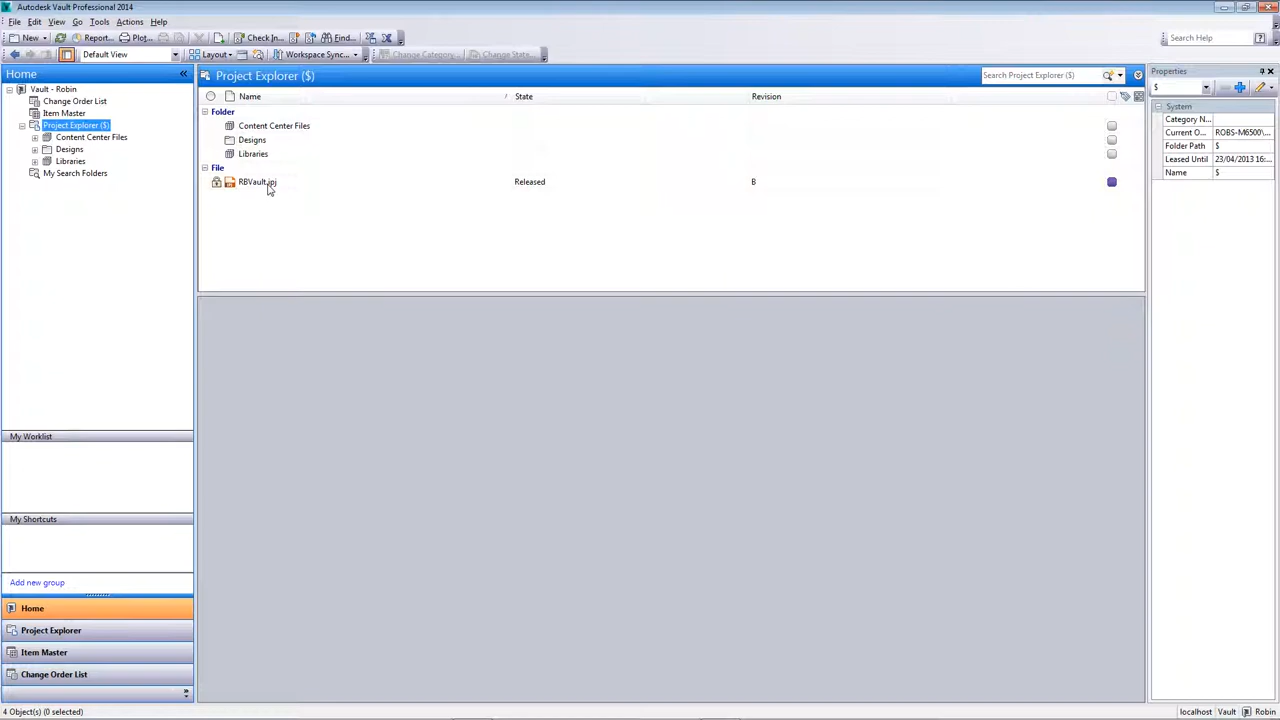 Autodesk Vault Professional 2014
File Edit View Go Tools Actions Help
New Report... Plot... Check In... Find... Search Help
Default View Layout Workspace Sync... Change Category... Change State...
Home
Vault - Robin
Change Order List
Item Master
Project Explorer ($)
Content Center Files
Designs
Libraries
My Search Folders
My Worklist
My Shortcuts
Add new group
Home
Project Explorer
Item Master
Change Order List
Project Explorer ($) Search Project Explorer ($)
Name State Revision
Folder
Content Center Files
Designs
Libraries
File
RBVault.ipj Released B
Properties
$
System
Category N...
Current O... ROBS-M6500\...
Folder Path $
Leased Until 23/04/2013 16:...
Name $
4 Object(s) (0 selected) localhost Vault Robin